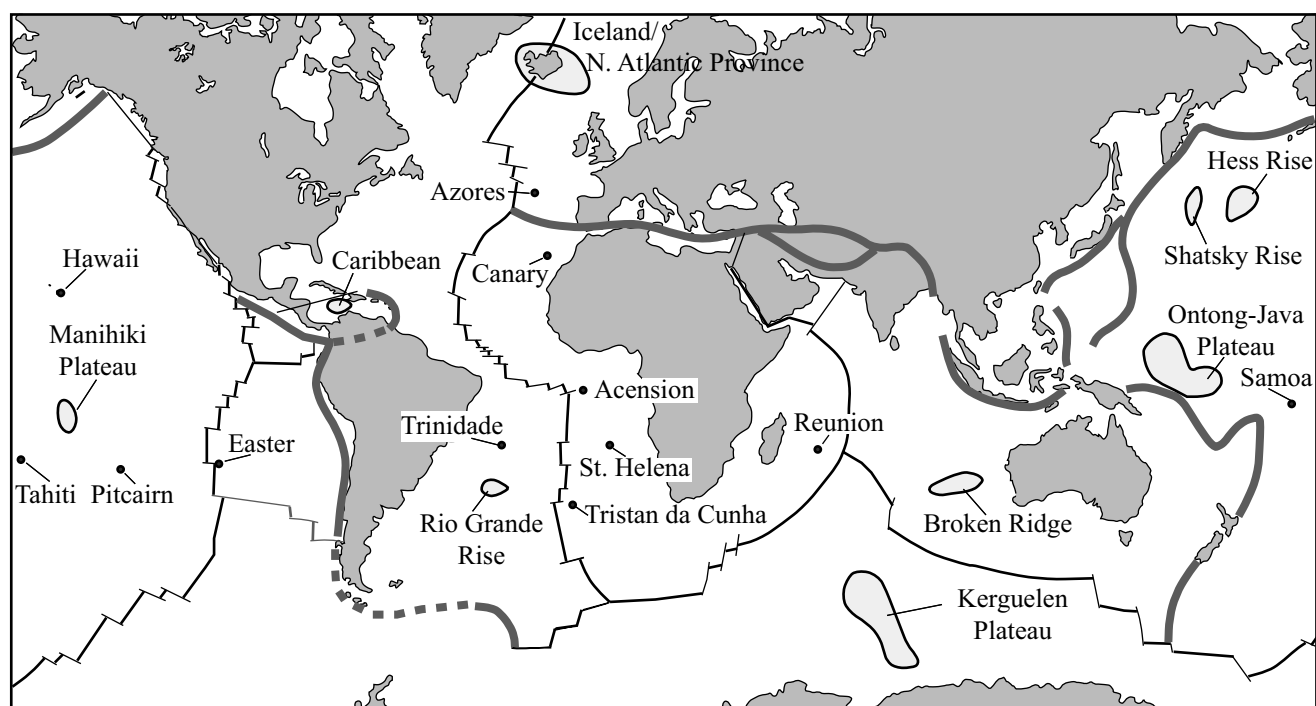 Iceland/
N. Atlantic Province
Azores
Hess Rise
Shatsky Rise
Hawaii
Caribbean
Canary
Manihiki
Plateau
Ontong-Java
Plateau
Samoa
Acension
Trinidade
Reunion
Easter
St. Helena
Tahiti
Pitcairn
Rio Grande
Rise
Tristan da Cunha
Broken Ridge
Kerguelen
Plateau